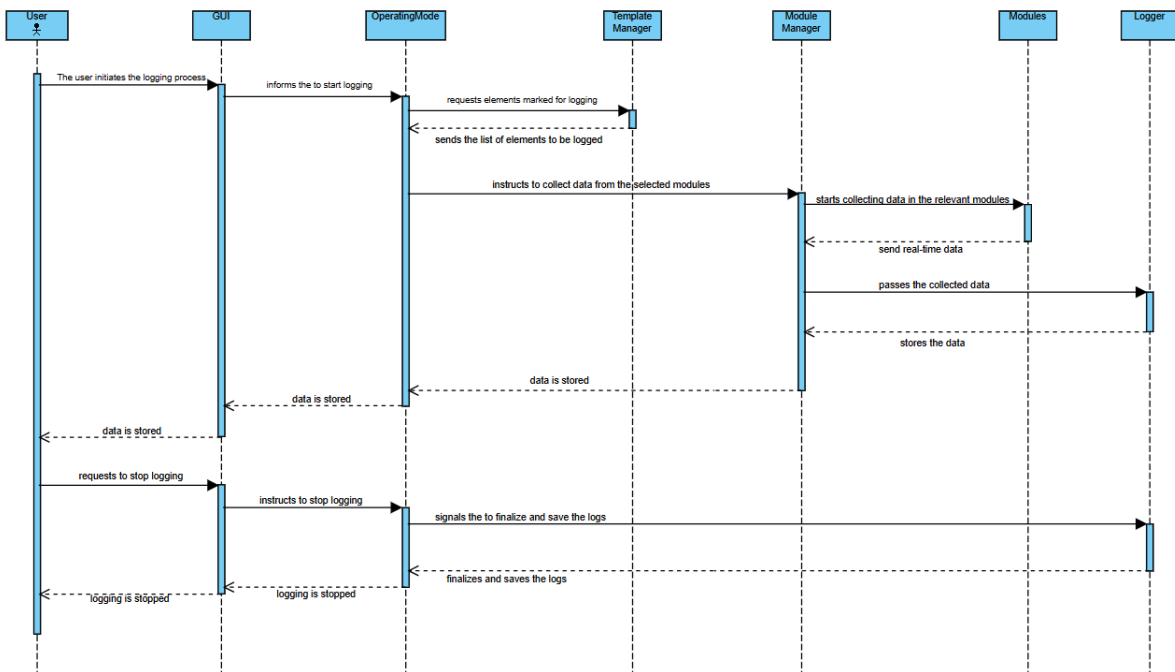 User
GUI
OperatingMode
Template
Manager
Module
Manager
Modules
Logger
The user initiates the logging process
informs the to start logging
requests elements marked for logging
sends the list of elements to be logged
instructs to collect data from the selected modules
starts collecting data in the relevant modules
send real-time data
passes the collected data
stores the data
data is stored
data is stored
data is stored
requests to stop logging
instructs to stop logging
signals the to finalize and save the logs
finalizes and saves the logs
logging is stopped
logging is stopped